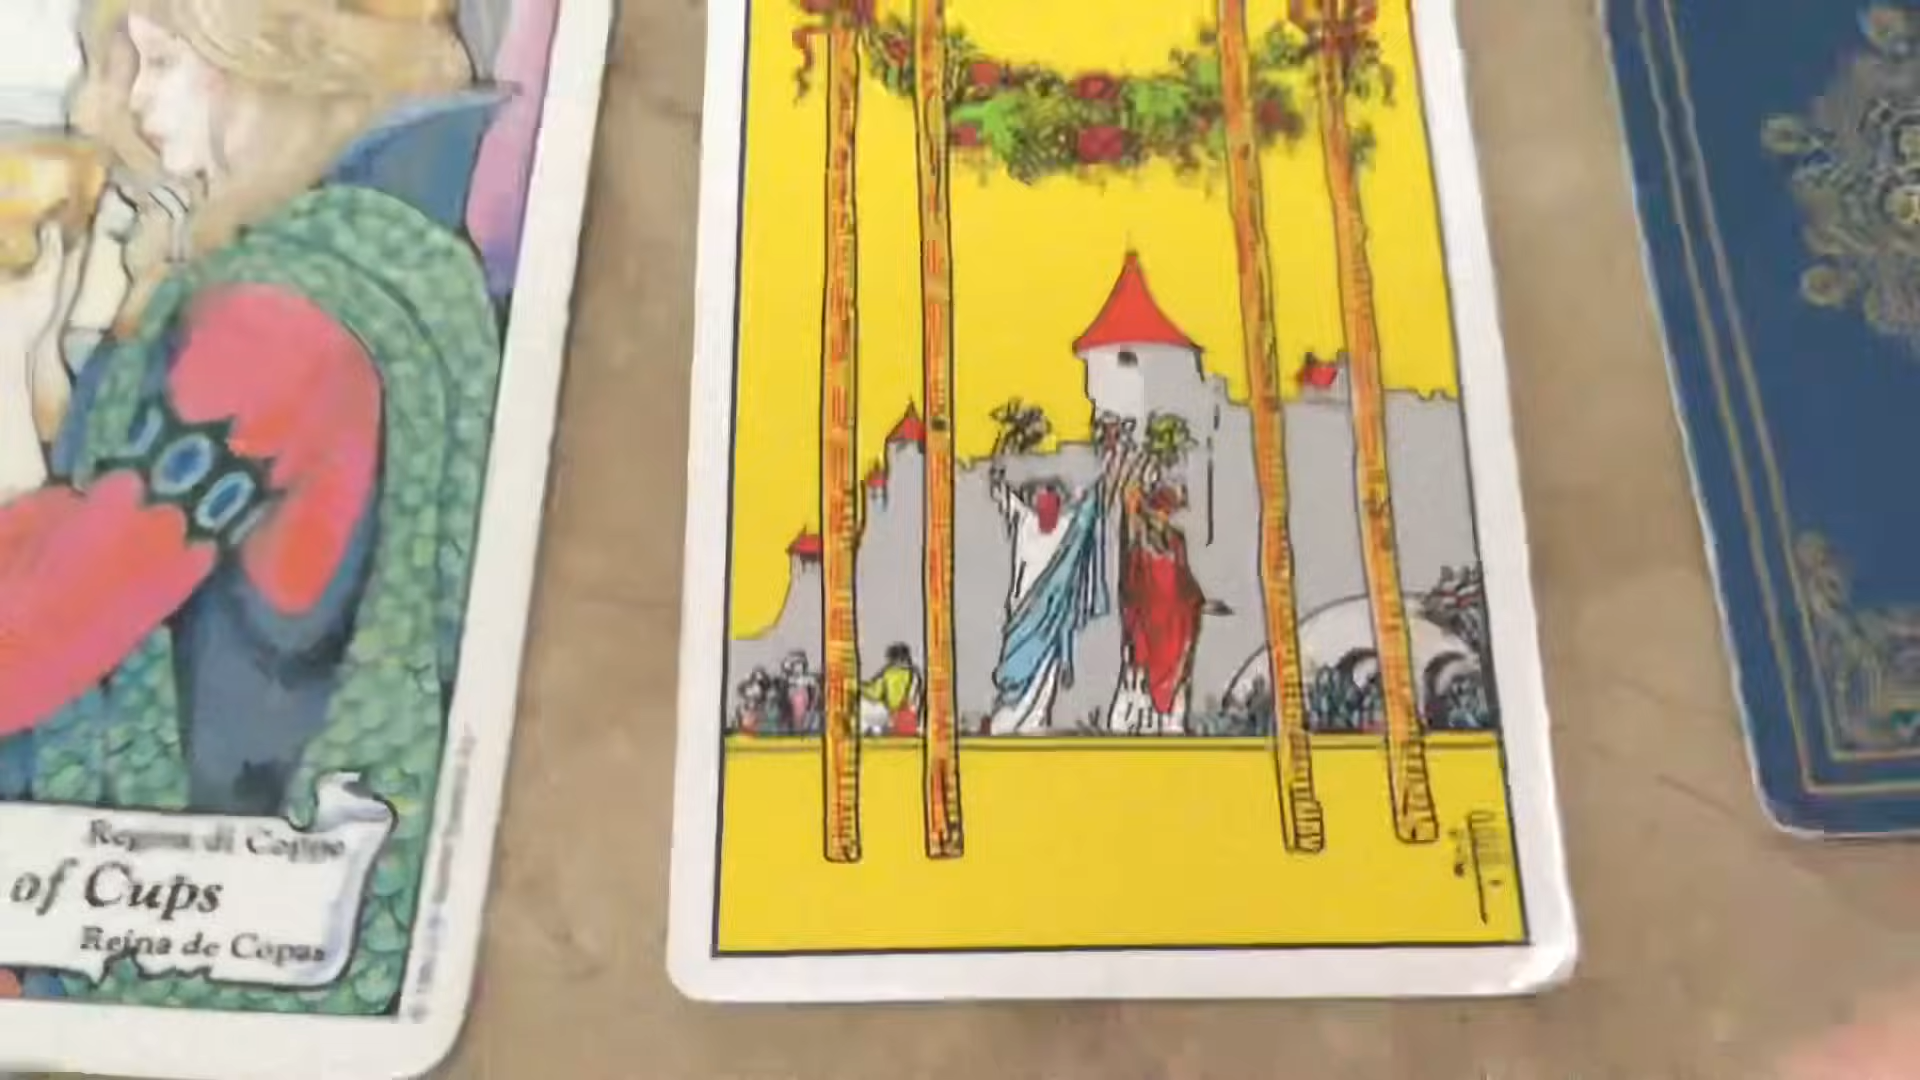 Regina di Coppe
of Cups
Reina de Copas